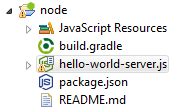 node
JavaScript Resources
build.gradle
hello-world-server.js
package.json
README.md